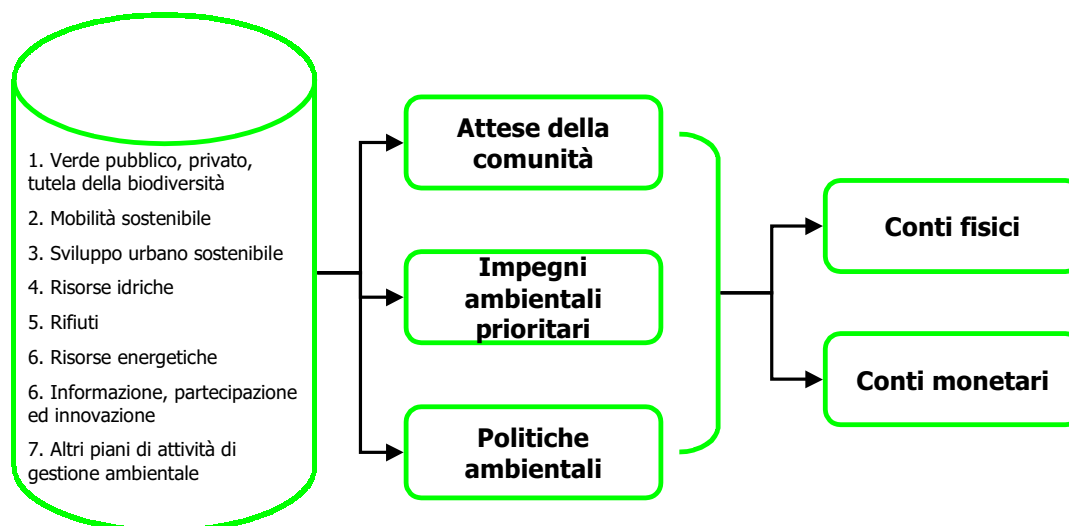 1. Verde pubblico, privato,
tutela della biodiversità
2. Mobilità sostenibile
3. Sviluppo urbano sostenibile
4. Risorse idriche
5. Rifiuti
6. Risorse energetiche
6. Informazione, partecipazione
ed innovazione
7. Altri piani di attività di
gestione ambientale
Attese della
comunità
Impegni
ambientali
prioritari
Politiche
ambientali
Conti fisici
Conti monetari